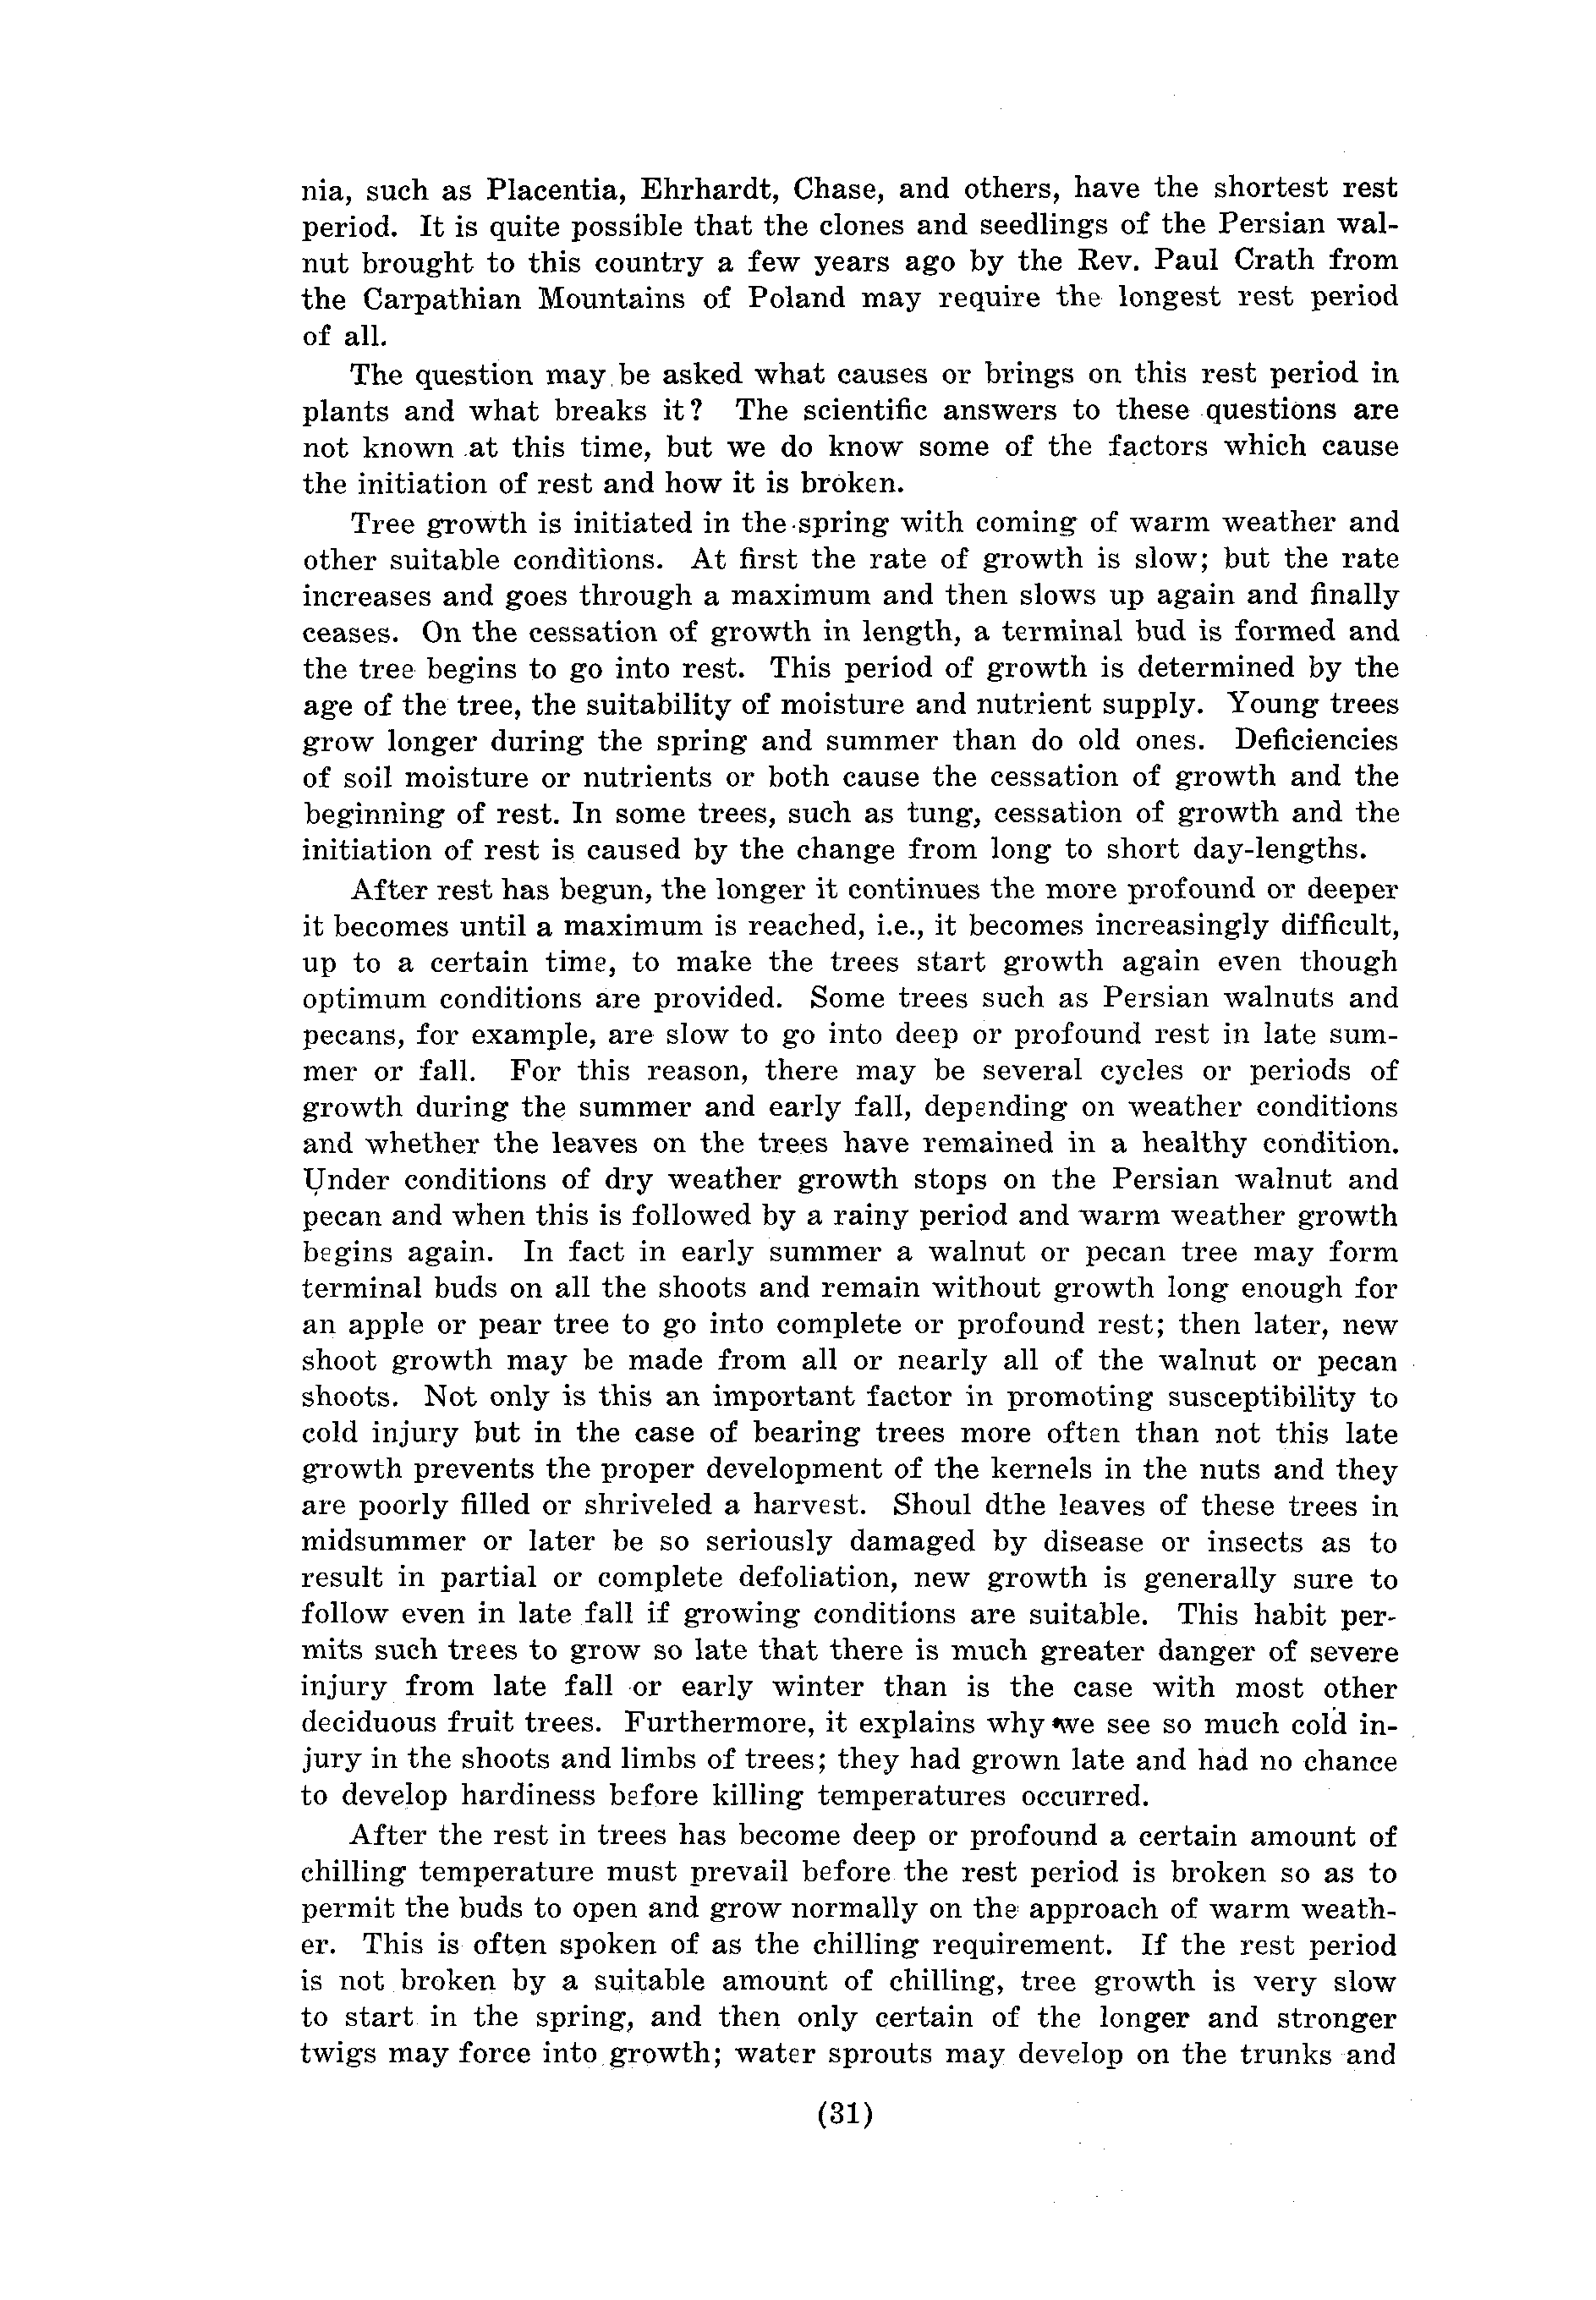 nia, such as Placentia, Ehrhardt, Chase, and others, have the shortest rest
period. It is quite possible that the clones and seedlings of the Persian wal-
nut brought to this country a few years ago by the Rev. Paul Crath from
the Carpathian Mountains of Poland may require the longest rest period
of all.
The question may be asked what causes or brings on this rest period in
plants and what breaks it? The scientific answers to these questions are
not known at this time, but we do know some of the factors which cause
the initiation of rest and how it is broken.
Tree growth is initiated in the spring with coming of warm weather and
other suitable conditions. At first the rate of growth is slow; but the rate
increases and goes through a maximum and then slows up again and finally
ceases. On the cessation of growth in length, a terminal bud is formed and
the tree begins to go into rest. This period of growth is determined by the
age of the tree, the suitability of moisture and nutrient supply. Young trees
grow longer during the spring and summer than do old ones. Deficiencies
of soil moisture or nutrients or both cause the cessation of growth and the
beginning of rest. In some trees, such as tung, cessation of growth and the
initiation of rest is caused by the change from long to short day-lengths.
After rest has begun, the longer it continues the more profound or deeper
it becomes until a maximum is reached, i.e., it becomes increasingly difficult,
up to a certain time, to make the trees start growth again even though
optimum conditions are provided. Some trees such as Persian walnuts and
pecans, for example, are slow to go into deep or profound rest in late sum-
mer or fall. For this reason, there may be several cycles or periods of
growth during the summer and early fall, depending on weather conditions
and whether the leaves on the trees have remained in a healthy condition.
Under conditions of dry weather growth stops on the Persian walnut and
pecan and when this is followed by a rainy period and warm weather growth
begins again. In fact in early summer a walnut or pecan tree may form
terminal buds on all the shoots and remain without growth long enough for
an apple or pear tree to go into complete or profound rest; then later, new
shoot growth may be made from all or nearly all of the walnut or pecan
shoots. Not only is this an important factor in promoting susceptibility to
cold injury but in the case of bearing trees more often than not this late
growth prevents the proper development of the kernels in the nuts and they
are poorly filled or shriveled a harvest. Shoul dthe leaves of these trees in
midsummer or later be so seriously damaged by disease or insects as to
result in partial or complete defoliation, new growth is generally sure to
follow even in late fall if growing conditions are suitable. This habit per-
mits such trees to grow so late that there is much greater danger of severe
injury from late fall or early winter than is the case with most other
deciduous fruit trees. Furthermore, it explains why we see so much cold in-
jury in the shoots and limbs of trees; they had grown late and had no chance
to develop hardiness before killing temperatures occurred.
After the rest in trees has become deep or profound a certain amount of
chilling temperature must prevail before the rest period is broken so as to
permit the buds to open and grow normally on the approach of warm weath-
er. This is often spoken of as the chilling requirement. If the rest period
is not broken by a suitable amount of chilling, tree growth is very slow
to start in the spring, and then only certain of the longer and stronger
twigs may force into growth; water sprouts may develop on the trunks and
(31)